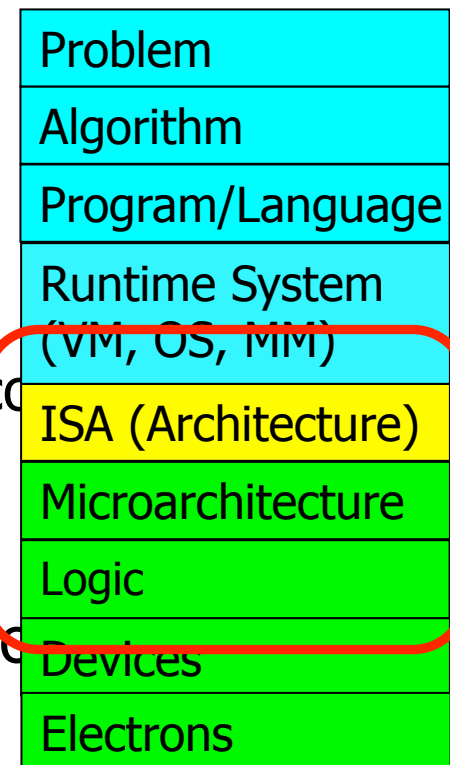 Problem
Algorithm
Program/Language
Runtime System
(VM, OS, MM)
ISA (Architecture)
Microarchitecture
Logic
Devices
Electrons